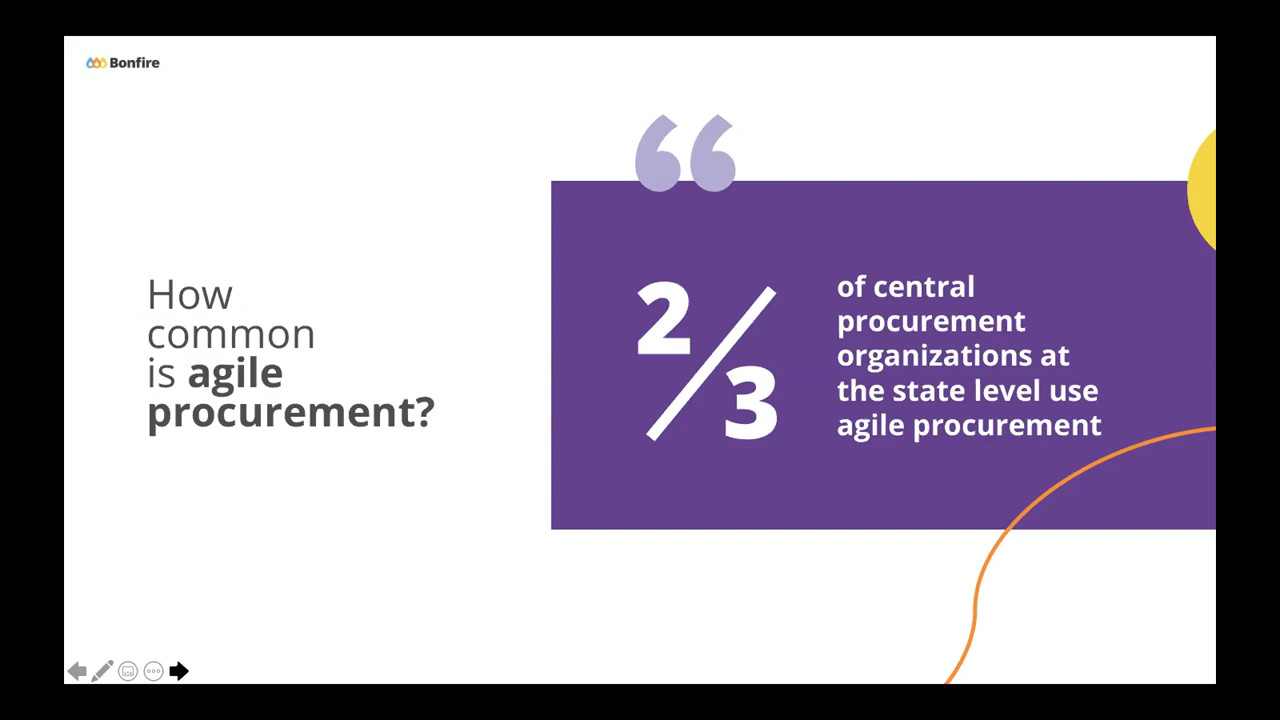 Bonfire
How
common
is agile
procurement?
“
2/3
of central
procurement
organizations at
the state level use
agile procurement